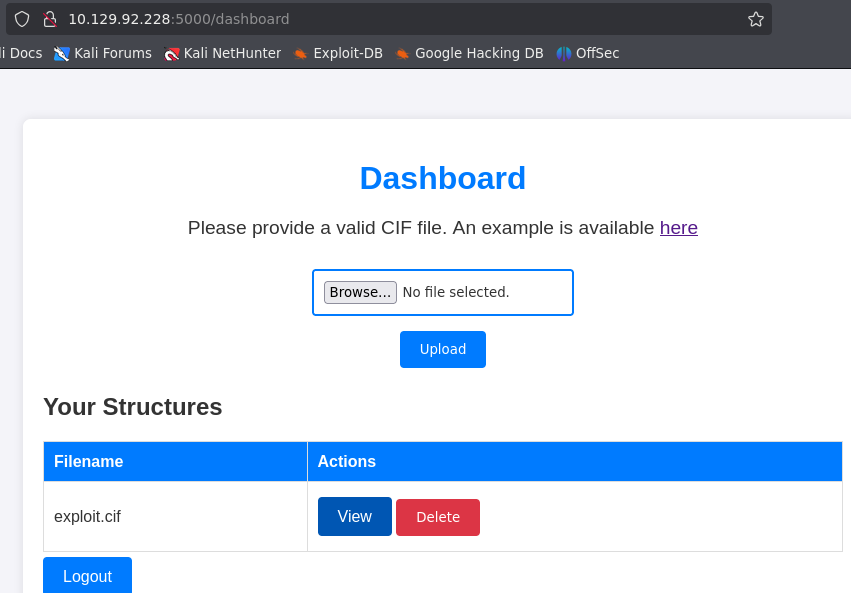 10.129.92.228:5000/dashboard
li Docs Kali Forums Kali NetHunter Exploit-DB Google Hacking DB OffSec
Dashboard
Please provide a valid CIF file. An example is available here
Browse... No file selected.
Upload
Your Structures
Filename Actions
exploit.cif View Delete
Logout